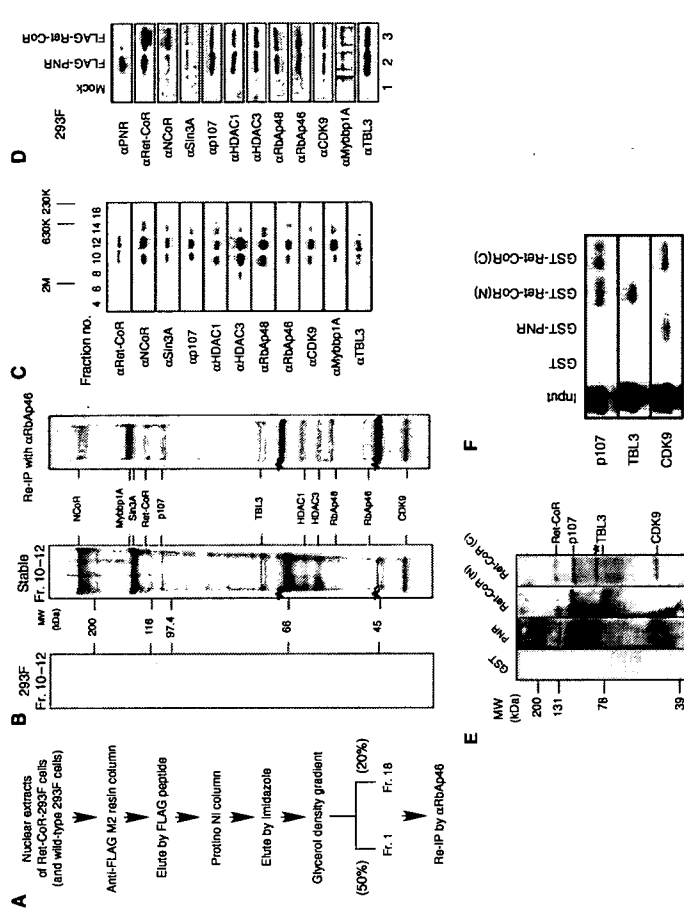 A
Nuclear extracts
of Ret-CoR-293F cells
(and wild-type 293F cells)
Anti-FLAG M2 resin column
Elute by FLAG peptide
Protino NI column
Elute by imidazole
Glycerol density gradient
(50%) (20%)
Fr. 1 Fr. 18
Re-IP by αRbAp46
B
293F
Fr. 10–12
MW
(kDa)
200
116
97.4
66
45
Stable
Fr. 10–12
Re-IP with αRbAp46
NCoR
Mybbp1A
Sin3A
Ret-CoR
p107
TBL3
HDAC1
HDAC3
RbAp48
RbAp46
CDK9
C
2M 630K 230K
Fraction no. 4 6 8 10 12 14 16
αRet-CoR
αNCoR
αSin3A
αp107
αHDAC1
αHDAC3
αRbAp48
αRbAp46
αCDK9
αMybbp1A
αTBL3
D
293F
Mock FLAG-PNR FLAG-Ret-CoR
αPNR
αRet-CoR
αNCoR
αSin3A
αp107
αHDAC1
αHDAC3
αRbAp48
αRbAp46
αCDK9
αMybbp1A
αTBL3
1 2 3
E
MW
(kDa)
200
131
78
39
GST PNR Ret-CoR (N) Ret-CoR (C)
Ret-CoR
p107
TBL3
CDK9
F
Input GST GST-PNR GST-Ret-CoR(N) GST-Ret-CoR(C)
p107
TBL3
CDK9